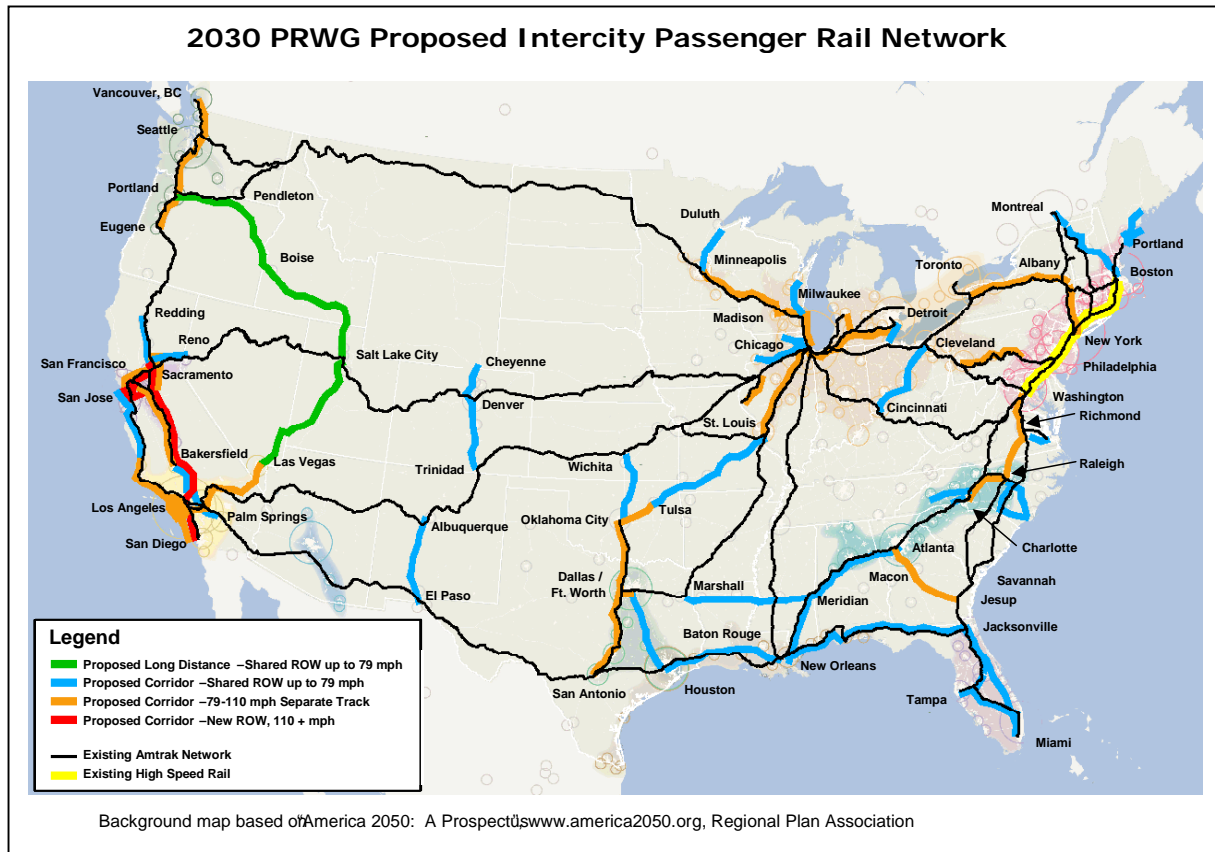 2030 PRWG Proposed Intercity Passenger Rail Network
Vancouver, BC
Seattle
Portland
Pendleton
Eugene
Boise
Duluth
Minneapolis
Montreal
Portland
Toronto
Albany
Boston
Milwaukee
Madison
Detroit
Redding
Reno
Chicago
Cleveland
New York
San Francisco
Sacramento
Salt Lake City
Cheyenne
Philadelphia
San Jose
Denver
Cincinnati
Washington
Richmond
St. Louis
Bakersfield
Las Vegas
Trinidad
Wichita
Raleigh
Los Angeles
Palm Springs
Albuquerque
Oklahoma City
Tulsa
San Diego
Atlanta
Charlotte
Dallas /
Ft. Worth
Marshall
Macon
Savannah
El Paso
Meridian
Jesup
Jacksonville
Baton Rouge
New Orleans
San Antonio
Houston
Tampa
Miami
Legend
Proposed Long Distance –Shared ROW up to 79 mph
Proposed Corridor –Shared ROW up to 79 mph
Proposed Corridor –79-110 mph Separate Track
Proposed Corridor –New ROW, 110 + mph
Existing Amtrak Network
Existing High Speed Rail
Background map based on“America 2050: A Prospectus”,www.america2050.org, Regional Plan Association